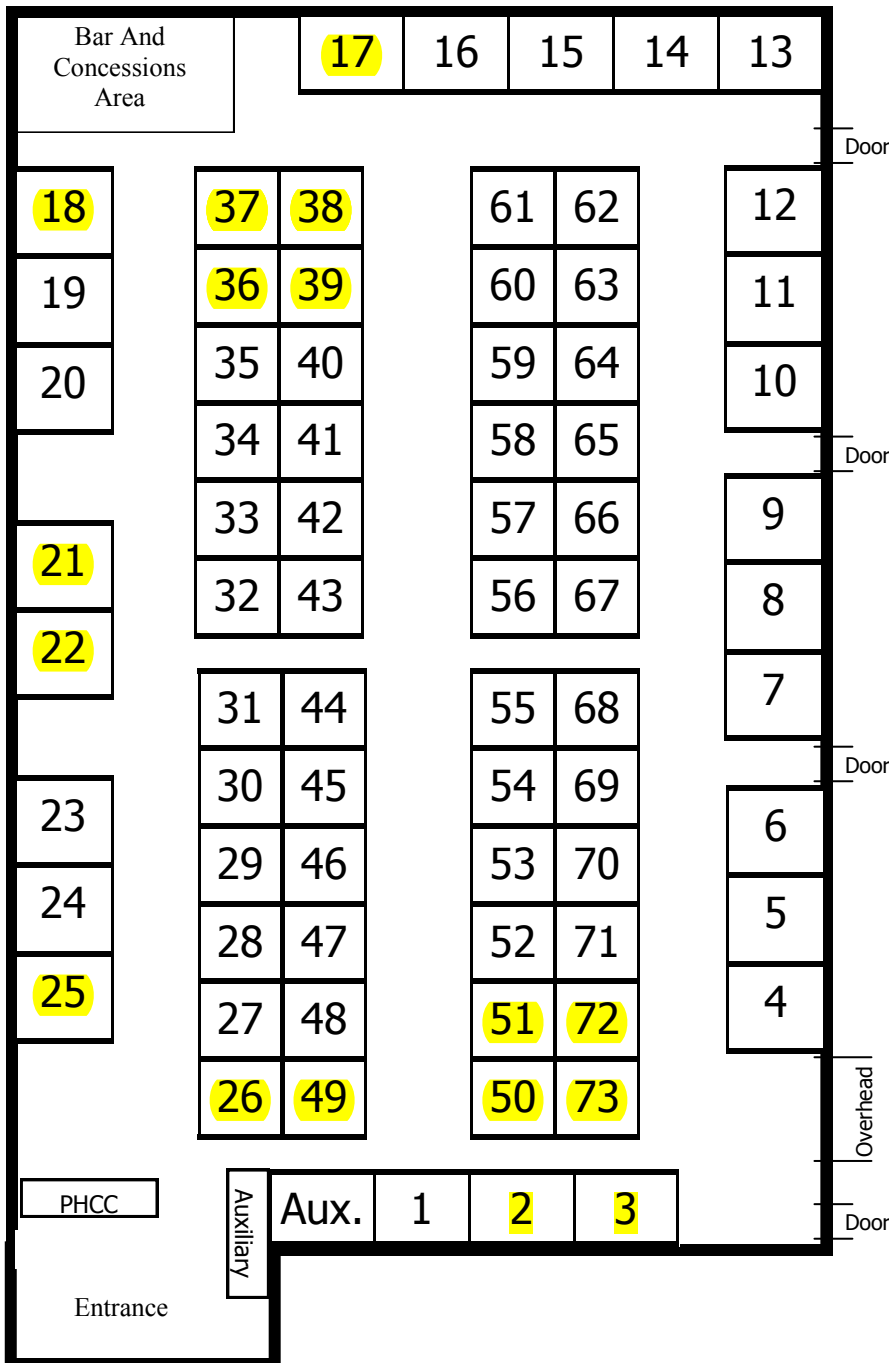 Bar And
Concessions
Area
17 16 15 14 13
Door
18 37 38 61 62 12
19 36 39 60 63 11
20 35 40 59 64 10
34 41 58 65
Door
33 42 57 66 9
21 32 43 56 67 8
22
31 44 55 68 7
Door
30 45 54 69
23 29 46 53 70 6
24 28 47 52 71 5
25 27 48 51 72 4
26 49 50 73
Overhead
PHCC
Auxiliary
Aux. 1 2 3
Door
Entrance